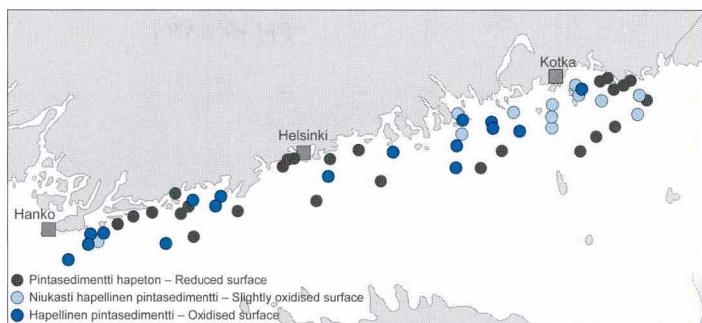 Kotka
Helsinki
Hanko
Pintasedimentti hapeton – Reduced surface
Niukasti hapellinen pintasedimentti – Slightly oxidised surface
Hapellinen pintasedimentti – Oxidised surface